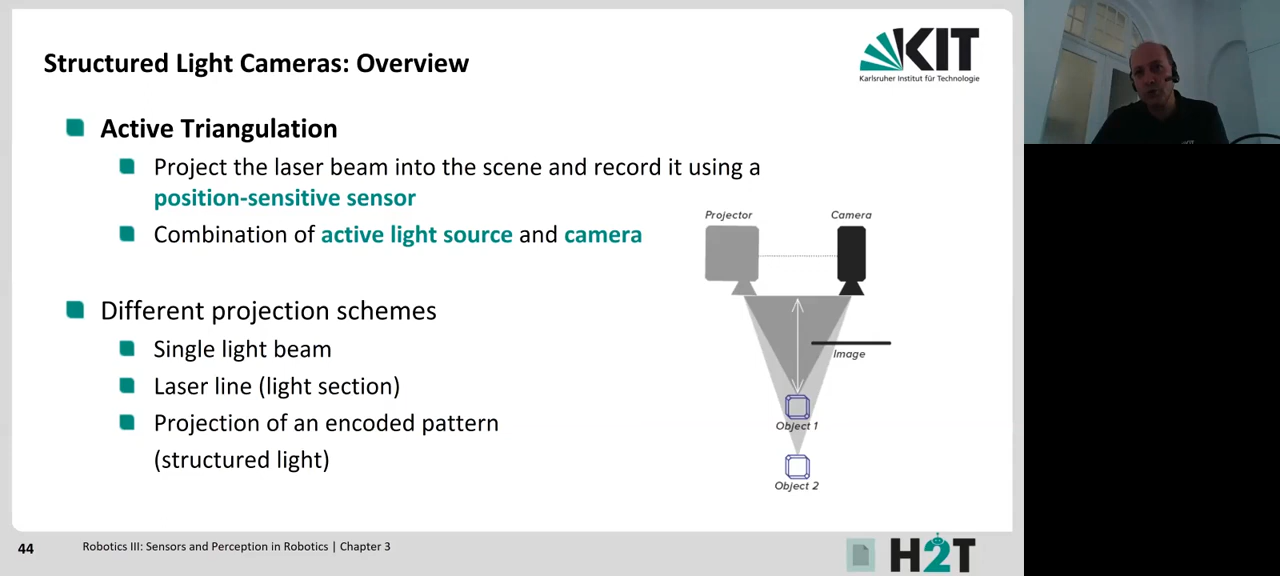 Structured Light Cameras: Overview
KIT
Karlsruher Institut für Technologie
Active Triangulation
Project the laser beam into the scene and record it using a
position-sensitive sensor
Combination of active light source and camera
Different projection schemes
Single light beam
Laser line (light section)
Projection of an encoded pattern
(structured light)
Projector
Camera
Image
Object 1
Object 2
44
Robotics III: Sensors and Perception in Robotics | Chapter 3
H2T